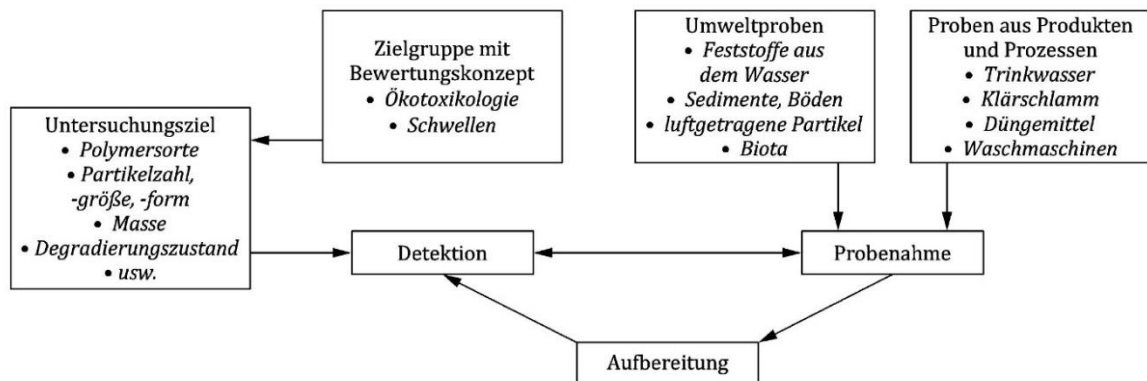 Zielgruppe mit
Bewertungskonzept
• Ökotoxikologie
• Schwellen
Umweltproben
• Feststoffe aus
dem Wasser
• Sedimente, Böden
• luftgetragene Partikel
• Biota
Proben aus Produkten
und Prozessen
• Trinkwasser
• Klärschlamm
• Düngemittel
• Waschmaschinen
Untersuchungsziel
• Polymersorte
• Partikelzahl,
-größe, -form
• Masse
• Degradierungszustand
• usw.
Detektion
Probenahme
Aufbereitung